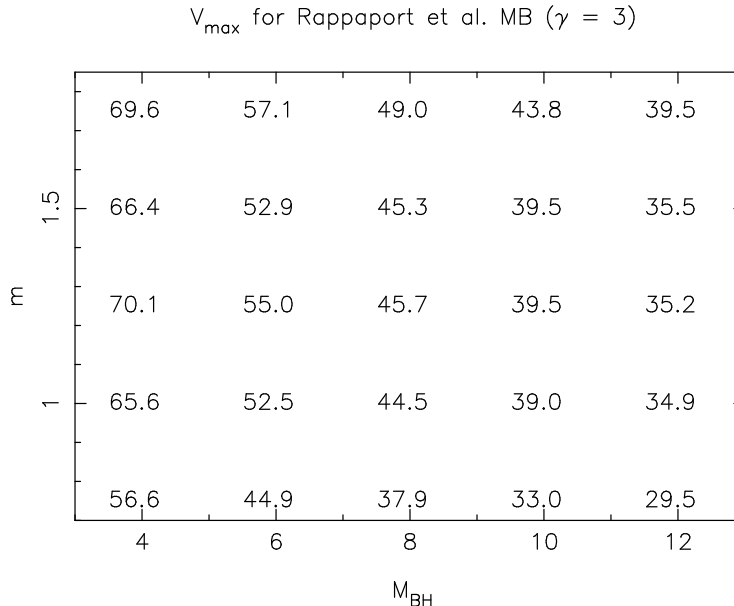 V_max for Rappaport et al. MB (γ = 3)
69.6 57.1 49.0 43.8 39.5
1.5
66.4 52.9 45.3 39.5 35.5
m
70.1 55.0 45.7 39.5 35.2
1
65.6 52.5 44.5 39.0 34.9
56.6 44.9 37.9 33.0 29.5
4 6 8 10 12
M_BH